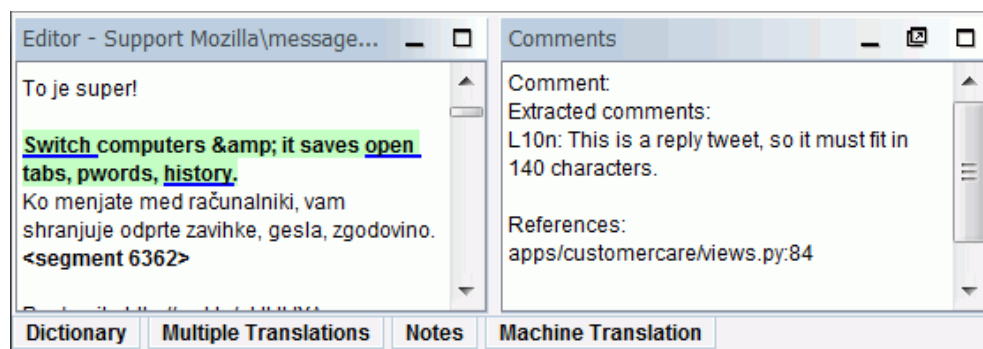 Editor - Support Mozilla\message...
To je super!
Switch computers &amp; it saves open
tabs, pwords, history.
Ko menjate med računalniki, vam
shranjuje odprte zavihke, gesla, zgodovino.
<segment 6362>
Comments
Comment:
Extracted comments:
L10n: This is a reply tweet, so it must fit in
140 characters.
References:
apps/customercare/views.py:84
Dictionary
Multiple Translations
Notes
Machine Translation